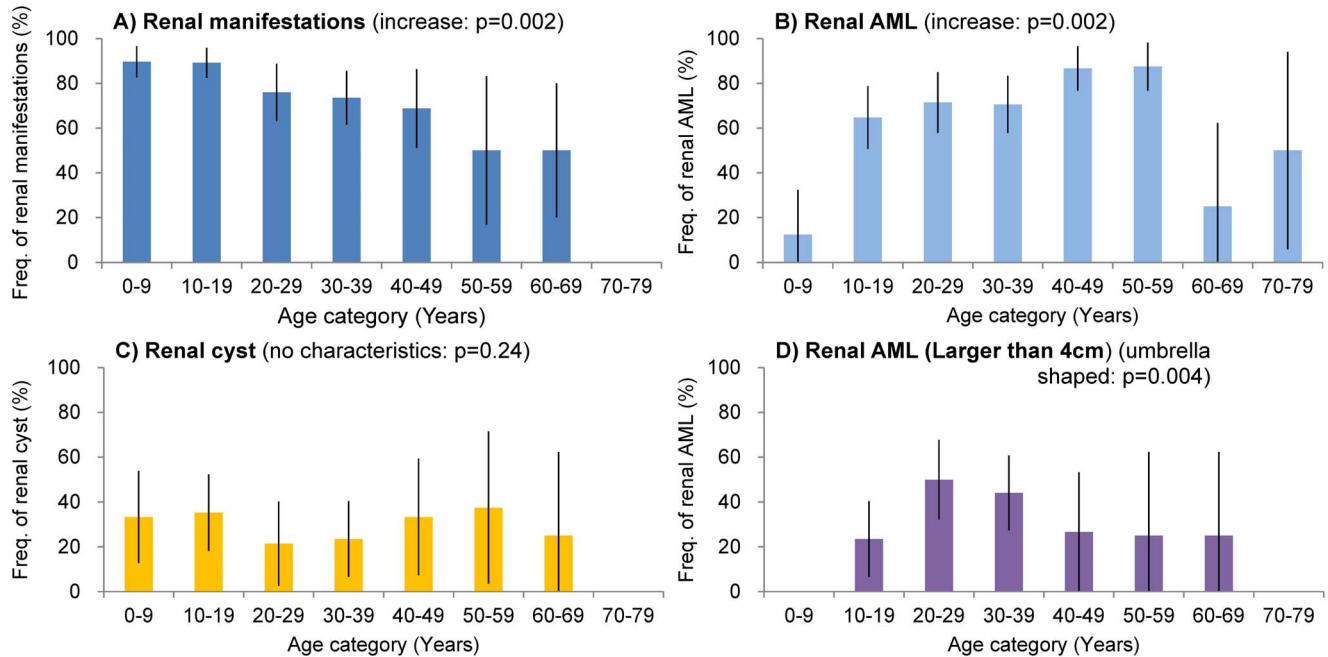 A) Renal manifestations (increase: p=0.002)
Freq. of renal manifestations (%)
100
80
60
40
20
0
0-9 10-19 20-29 30-39 40-49 50-59 60-69 70-79
Age category (Years)
B) Renal AML (increase: p=0.002)
Freq. of renal AML (%)
100
80
60
40
20
0
0-9 10-19 20-29 30-39 40-49 50-59 60-69 70-79
Age category (Years)
C) Renal cyst (no characteristics: p=0.24)
Freq. of renal cyst (%)
100
80
60
40
20
0
0-9 10-19 20-29 30-39 40-49 50-59 60-69 70-79
Age category (Years)
D) Renal AML (Larger than 4cm) (umbrella
shaped: p=0.004)
Freq. of renal AML (%)
100
80
60
40
20
0
0-9 10-19 20-29 30-39 40-49 50-59 60-69 70-79
Age category (Years)